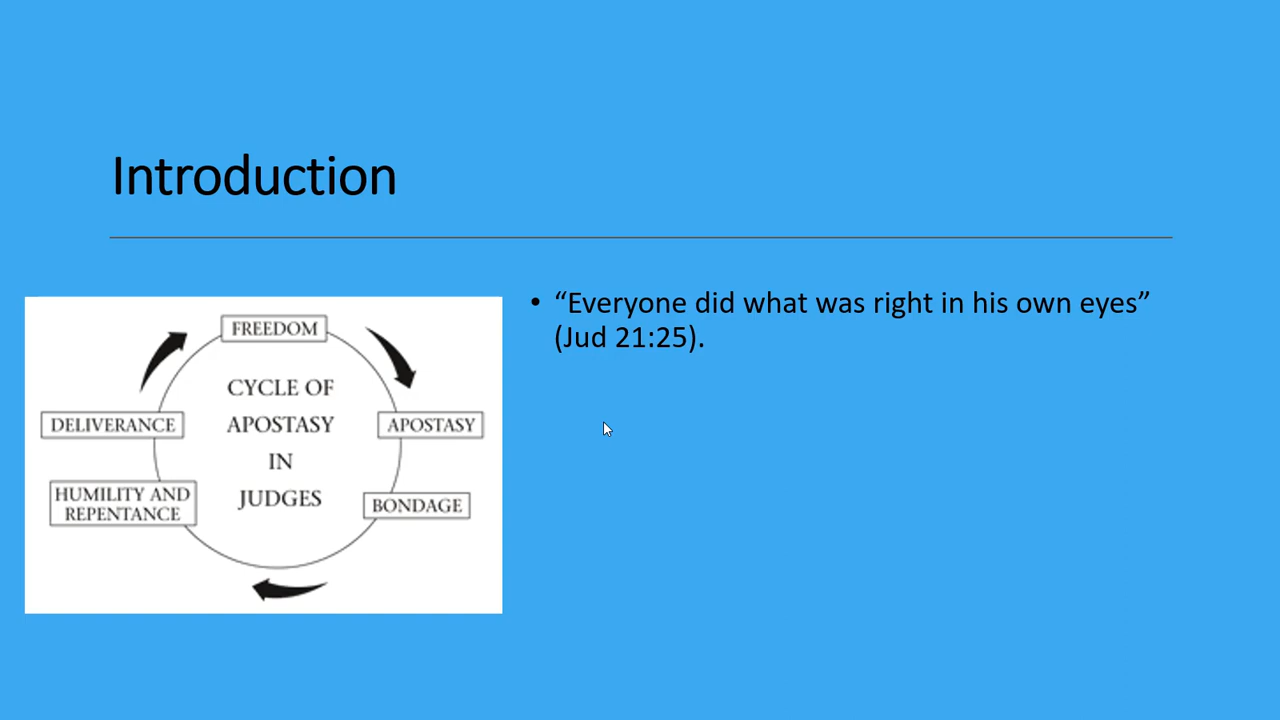 Introduction
• “Everyone did what was right in his own eyes”
(Jud 21:25).
FREEDOM
CYCLE OF
APOSTASY
IN
JUDGES
DELIVERANCE
APOSTASY
HUMILITY AND
REPENTANCE
BONDAGE